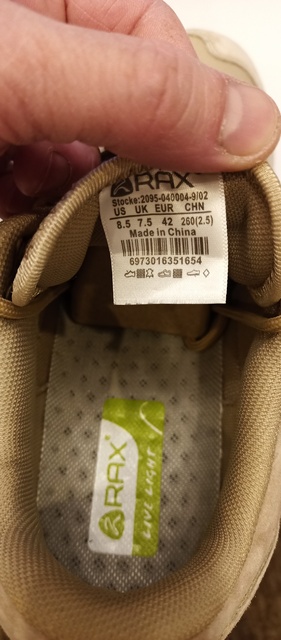 RAX
Stocke:2095-040004-9/02
US UK EUR CHN
8.5 7.5 42 260(2.5)
Made in China
6973016351654
RAX
LIVE LIGHT